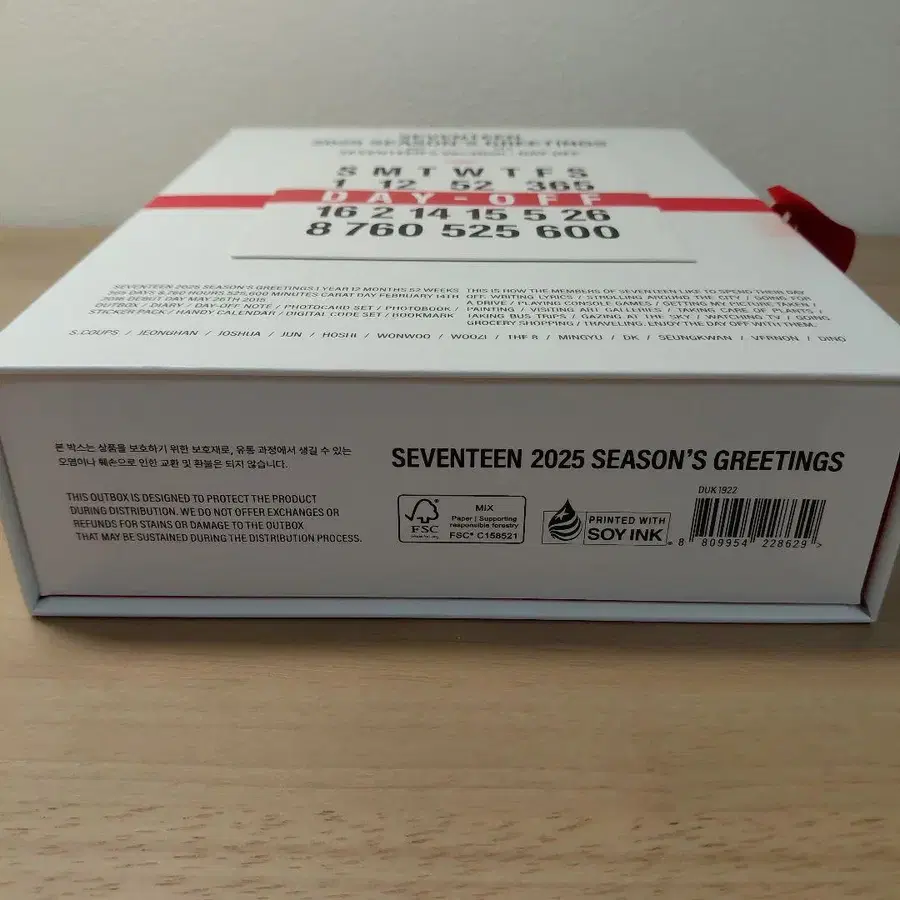 SEVENTEEN
2025 SEASON'S GREETINGS
S M T W T F S
1 12 52 365
DAY-OFF
16 2 14 15 5 26
8 760 525 600
SEVENTEEN 2025 SEASON'S GREETINGS 1 YEAR 12 MONTHS 52 WEEKS
365 DAYS 8,760 HOURS 525,600 MINUTES CARAT DAY FEBRUARY 14TH
2016 DEBUT DAY MAY 26TH 2015
OUTBOX / DIARY / DAY-OFF NOTE / PHOTOCARD SET / PHOTOBOOK /
STICKER PACK / HANDY CALENDAR / DIGITAL CODE SET / BOOKMARK
THIS IS HOW THE MEMBERS OF SEVENTEEN LIKE TO SPEND THEIR DAY
OFF. WRITING LYRICS / STROLLING AROUND THE CITY / GOING FOR
A DRIVE / PLAYING CONSOLE GAMES / GETTING MY PICTURE TAKEN /
PAINTING / VISITING ART GALLERIES / TAKING CARE OF PLANTS /
TAKING BUS TRIPS / GAZING AT THE SKY / WATCHING TV / GOING
GROCERY SHOPPING / TRAVELING. ENJOY THE DAY OFF WITH THEM.
S.COUPS / JEONGHAN / JOSHUA / JUN / HOSHI / WONWOO / WOOZI / THE 8 / MINGYU / DK / SEUNGKWAN / VERNON / DINO
본 박스는 상품을 보호하기 위한 보호재로, 유통 과정에서 생길 수 있는
오염이나 훼손으로 인한 교환 및 환불은 되지 않습니다.
THIS OUTBOX IS DESIGNED TO PROTECT THE PRODUCT
DURING DISTRIBUTION. WE DO NOT OFFER EXCHANGES OR
REFUNDS FOR STAINS OR DAMAGE TO THE OUTBOX
THAT MAY BE SUSTAINED DURING THE DISTRIBUTION PROCESS.
SEVENTEEN 2025 SEASON'S GREETINGS
FSC
MIX
Paper | Supporting
responsible forestry
FSC® C158521
PRINTED WITH
SOY INK
DUK1922
8 809954 228629 >